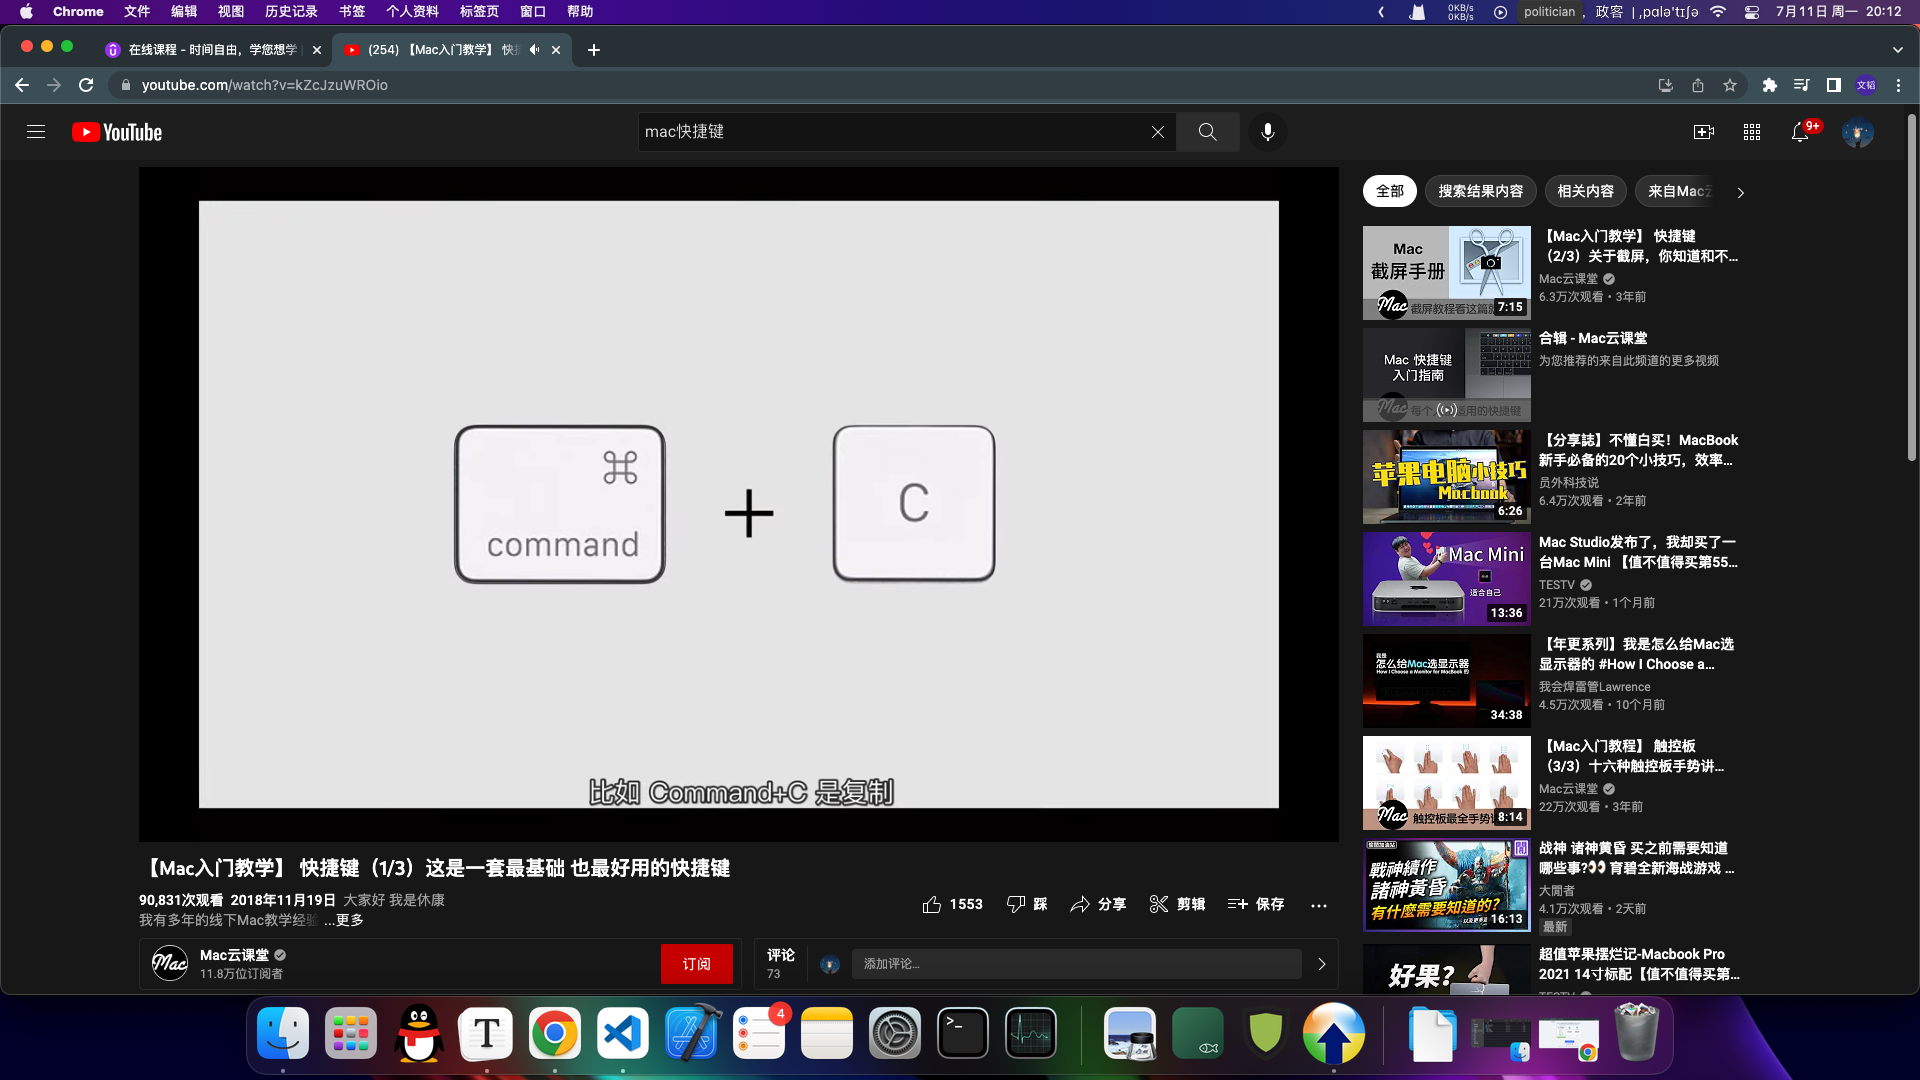 Chrome 文件 编辑 视图 历史记录 书签 个人资料 标签页 窗口 帮助
0KB/s
0KB/s
politician , 政客 | ,pɑlə'tɪʃə
7月11日 周一 20:12
在线课程 - 时间自由，学您想学
(254) 【Mac入门教学】 快
youtube.com/watch?v=kZcJzuWROio
文韬
YouTube
mac快捷键
9+
command
+
C
比如 Command+C 是复制
【Mac入门教学】 快捷键（1/3）这是一套最基础 也最好用的快捷键
90,831次观看 2018年11月19日 大家好 我是休康
我有多年的线下Mac教学经验 ...更多
1553 踩 分享 剪辑 保存
Mac
Mac云课堂
11.8万位订阅者
订阅
评论
73
添加评论...
全部 搜索结果内容 相关内容 来自Mac云
Mac
截屏手册
Mac 截屏教程看这篇就
7:15
【Mac入门教学】 快捷键
（2/3）关于截屏，你知道和不...
Mac云课堂
6.3万次观看・3年前
Mac 快捷键
入门指南
Mac 每个人 适用的快捷键
合辑 - Mac云课堂
为您推荐的来自此频道的更多视频
苹果电脑小技巧
Macbook
6:26
【分享誌】不懂白买！MacBook
新手必备的20个小技巧，效率...
员外科技说
6.4万次观看・2年前
Mac Mini
适合自己
13:36
Mac Studio发布了，我却买了一
台Mac Mini 【值不值得买第55...
TESTV
21万次观看・1个月前
我是
怎么给Mac选显示器
How I Choose a Monitor for MacBook 的
34:38
【年更系列】我是怎么给Mac选
显示器的 #How I Choose a...
我会焊雷管Lawrence
4.5万次观看・10个月前
Mac 触控板最全手势
8:14
【Mac入门教程】 触控板
（3/3）十六种触控板手势讲...
Mac云课堂
22万次观看・3年前
戰神續作
諸神黃昏
有什麼需要知道的?
16:13
战神 诸神黄昏 买之前需要知道
哪些事?👀 育碧全新海战游戏 ...
大閒者
4.1万次观看・2天前
最新
好果?
超值苹果摆烂记-Macbook Pro
2021 14寸标配【值不值得买第...
TESTV
T
4
>_